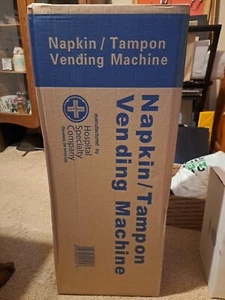 Napkin / Tampon
Vending Machine
Napkin/Tampon
Vending Machine
manufactured by
Hospital
Specialty
Company